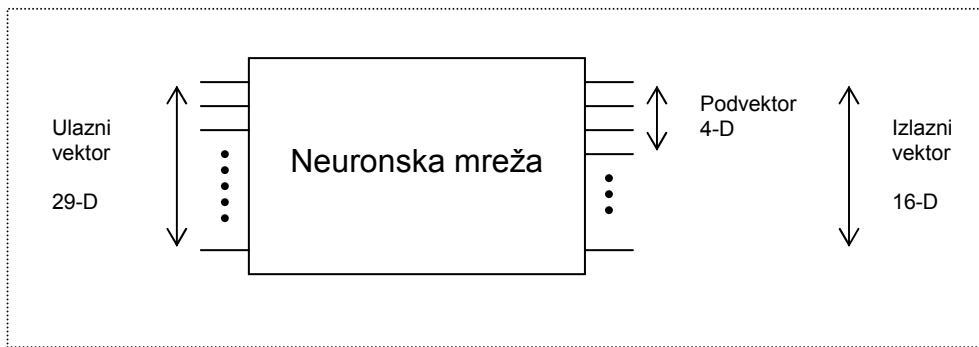 Ulazni
vektor
29-D
Neuronska mreža
Podvektor
4-D
Izlazni
vektor
16-D